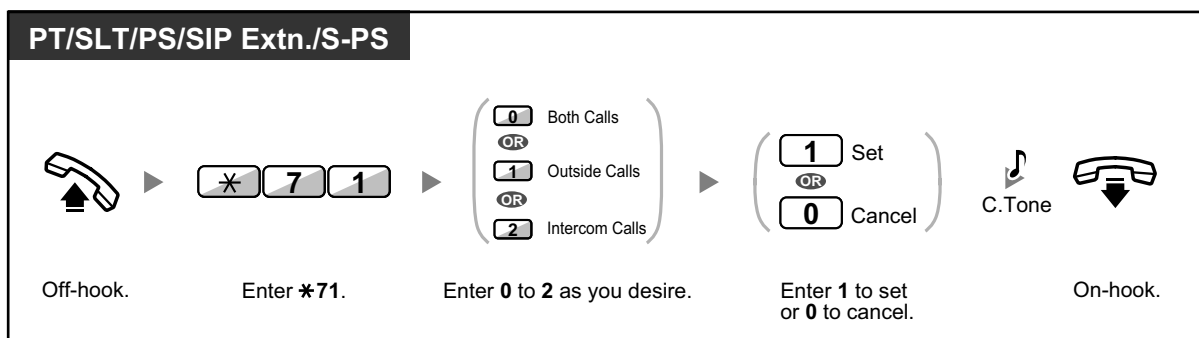 PT/SLT/PS/SIP Extn./S-PS
0 Both Calls
OR
1 Outside Calls
OR
2 Intercom Calls
1 Set
OR
0 Cancel
C.Tone
＊ 7 1
Off-hook.
Enter ＊71.
Enter 0 to 2 as you desire.
Enter 1 to set
or 0 to cancel.
On-hook.